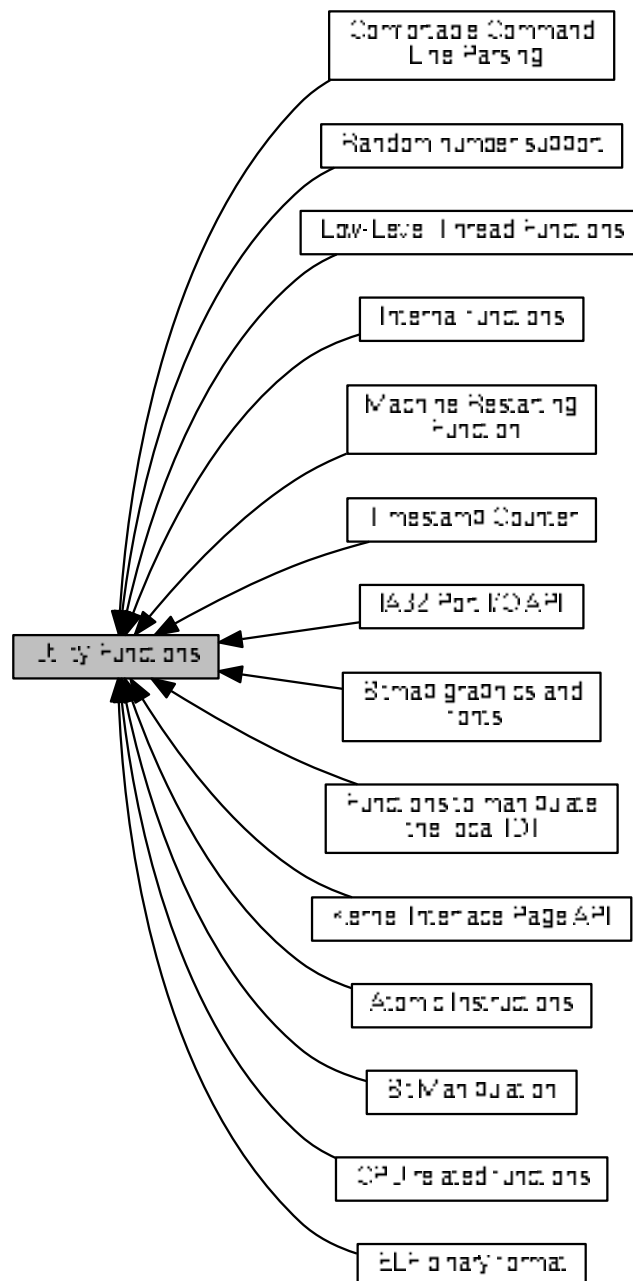 Comfortable Command
Line Parsing
Random number support
Low-Level Thread Functions
Internal functions
Machine Restarting
Function
Timestamp Counter
IA32 Port I/O API
Utility Functions
Bitmap graphics and
fonts
Functions to manipulate
the local IDT
Kernel Interface Page API
Atomic Instructions
Bit Manipulation
CPU related functions
ELF binary format